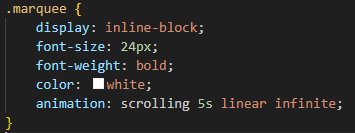 .marquee {
display: inline-block;
font-size: 24px;
font-weight: bold;
color: white;
animation: scrolling 5s linear infinite;
}